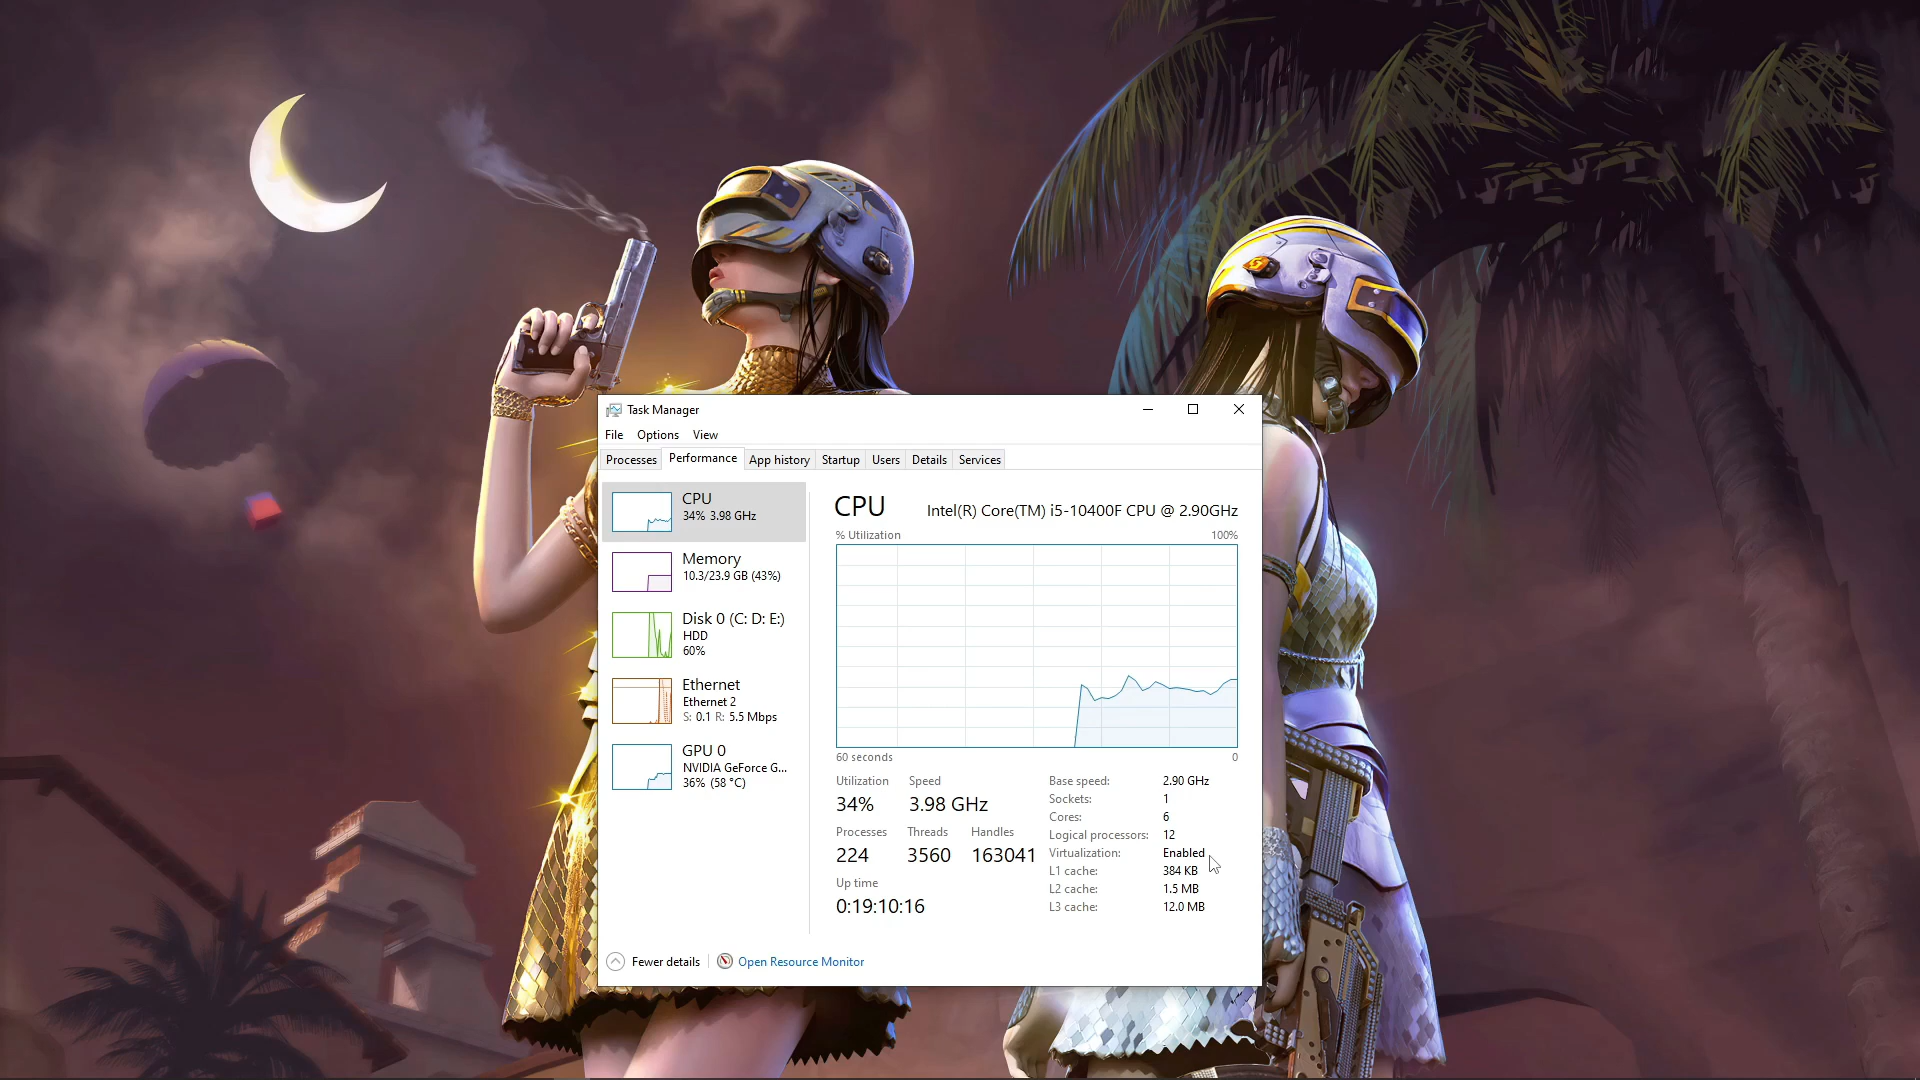 Task Manager
File Options View
Processes Performance App history Startup Users Details Services
CPU
34% 3.98 GHz
Memory
10.3/23.9 GB (43%)
Disk 0 (C: D: E:)
HDD
60%
Ethernet
Ethernet 2
S: 0.1 R: 5.5 Mbps
GPU 0
NVIDIA GeForce G...
36% (58 °C)
CPU Intel(R) Core(TM) i5-10400F CPU @ 2.90GHz
% Utilization 100%
60 seconds 0
Utilization Speed
34% 3.98 GHz
Processes Threads Handles
224 3560 163041
Up time
0:19:10:16
Base speed: 2.90 GHz
Sockets: 1
Cores: 6
Logical processors: 12
Virtualization: Enabled
L1 cache: 384 KB
L2 cache: 1.5 MB
L3 cache: 12.0 MB
Fewer details Open Resource Monitor